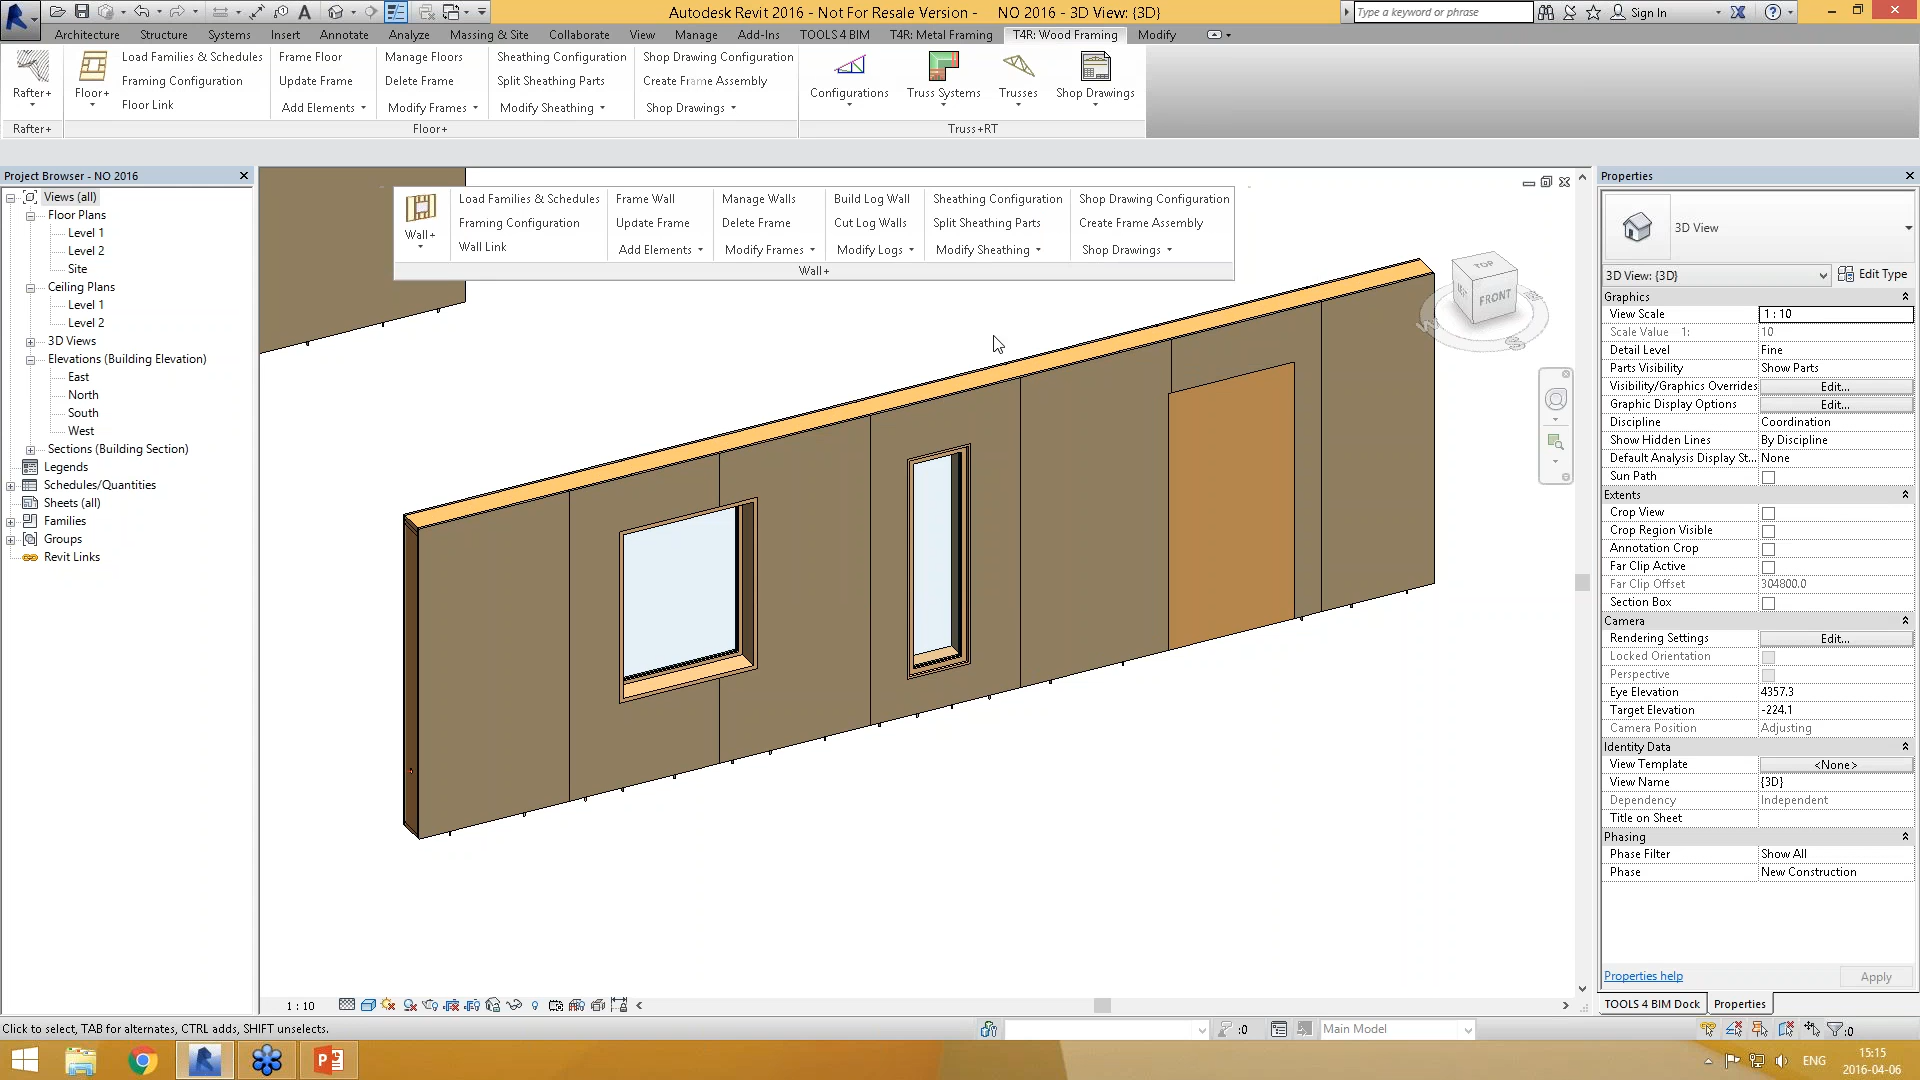 Autodesk Revit 2016 - Not For Resale Version - NO 2016 - 3D View: {3D}
Type a keyword or phrase
Sign In
Architecture Structure Systems Insert Annotate Analyze Massing & Site Collaborate View Manage Add-Ins TOOLS 4 BIM T4R: Metal Framing T4R: Wood Framing Modify
Rafter+
Floor+
Load Families & Schedules
Framing Configuration
Floor Link
Frame Floor
Update Frame
Add Elements
Manage Floors
Delete Frame
Modify Frames
Sheathing Configuration
Split Sheathing Parts
Modify Sheathing
Shop Drawing Configuration
Create Frame Assembly
Shop Drawings
Configurations
Truss Systems
Trusses
Shop Drawings
Rafter+
Floor+
Truss+RT
Project Browser - NO 2016
Views (all)
Floor Plans
Level 1
Level 2
Site
Ceiling Plans
Level 1
Level 2
3D Views
Elevations (Building Elevation)
East
North
South
West
Sections (Building Section)
Legends
Schedules/Quantities
Sheets (all)
Families
Groups
Revit Links
Wall+
Load Families & Schedules
Framing Configuration
Wall Link
Frame Wall
Update Frame
Add Elements
Manage Walls
Delete Frame
Modify Frames
Build Log Wall
Cut Log Walls
Modify Logs
Sheathing Configuration
Split Sheathing Parts
Modify Sheathing
Shop Drawing Configuration
Create Frame Assembly
Shop Drawings
Wall+
TOP
FRONT
LEFT
W
S
Properties
3D View
3D View: {3D}
Edit Type
Graphics
View Scale 1 : 10
Scale Value 1: 10
Detail Level Fine
Parts Visibility Show Parts
Visibility/Graphics Overrides Edit...
Graphic Display Options Edit...
Discipline Coordination
Show Hidden Lines By Discipline
Default Analysis Display St... None
Sun Path
Extents
Crop View
Crop Region Visible
Annotation Crop
Far Clip Active
Far Clip Offset 304800.0
Section Box
Camera
Rendering Settings Edit...
Locked Orientation
Perspective
Eye Elevation 4357.3
Target Elevation -224.1
Camera Position Adjusting
Identity Data
View Template <None>
View Name {3D}
Dependency Independent
Title on Sheet
Phasing
Phase Filter Show All
Phase New Construction
Properties help
Apply
TOOLS 4 BIM Dock
Properties
1 : 10
Click to select, TAB for alternates, CTRL adds, SHIFT unselects.
:0
Main Model
:0
ENG
15:15
2016-04-06